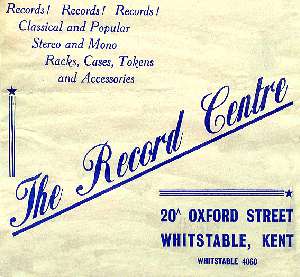 Records! Records! Records!
Classical and Popular
Stereo and Mono
Racks, Cases, Tokens
and Accessories
The Record Centre
20A OXFORD STREET
WHITSTABLE, KENT
WHITSTABLE 4060